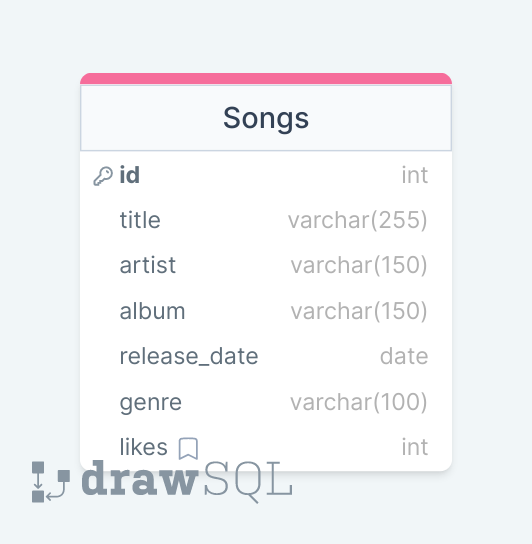 Songs
id int
title varchar(255)
artist varchar(150)
album varchar(150)
release_date date
genre varchar(100)
likes int
drawSQL